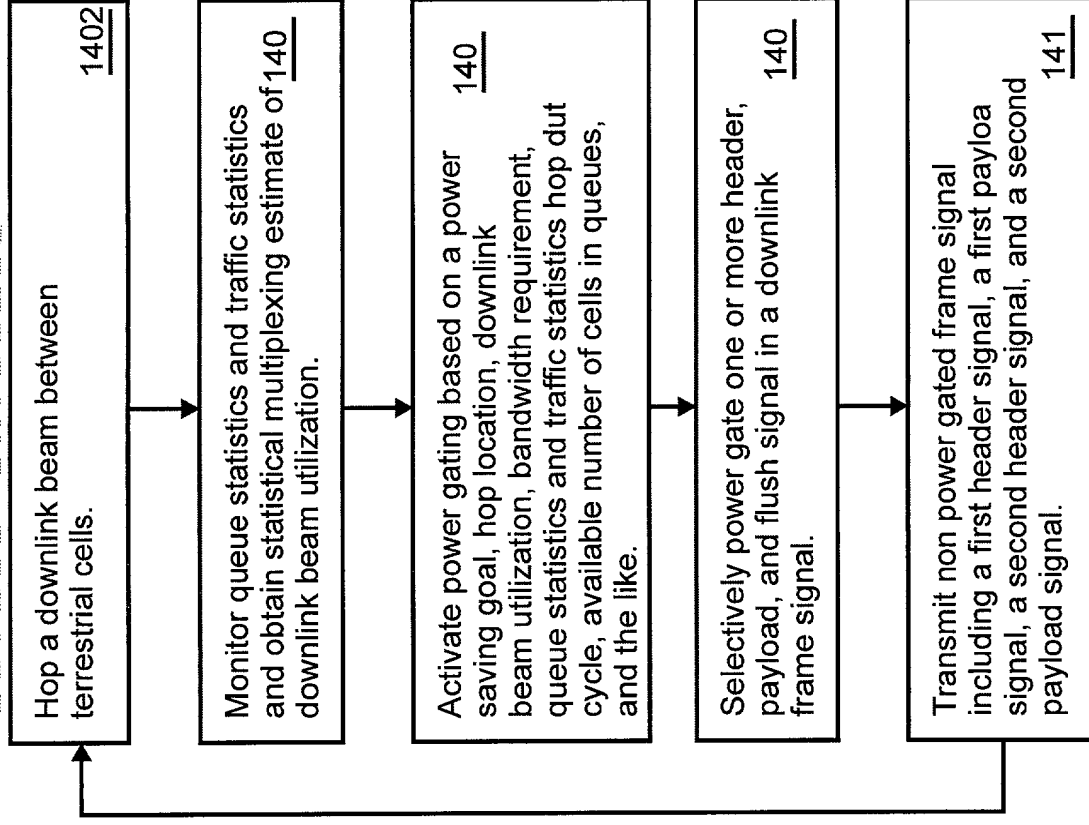 Hop a downlink beam between
terrestrial cells.
1402
Monitor queue statistics and traffic statistics
and obtain statistical multiplexing estimate of
downlink beam utilization.
140
Activate power gating based on a power
saving goal, hop location, downlink
beam utilization, bandwidth requirement,
queue statistics and traffic statistics hop dut
cycle, available number of cells in queues,
and the like.
140
Selectively power gate one or more header,
payload, and flush signal in a downlink
frame signal.
140
Transmit non power gated frame signal
including a first header signal, a first payloa
signal, a second header signal, and a second
payload signal.
141